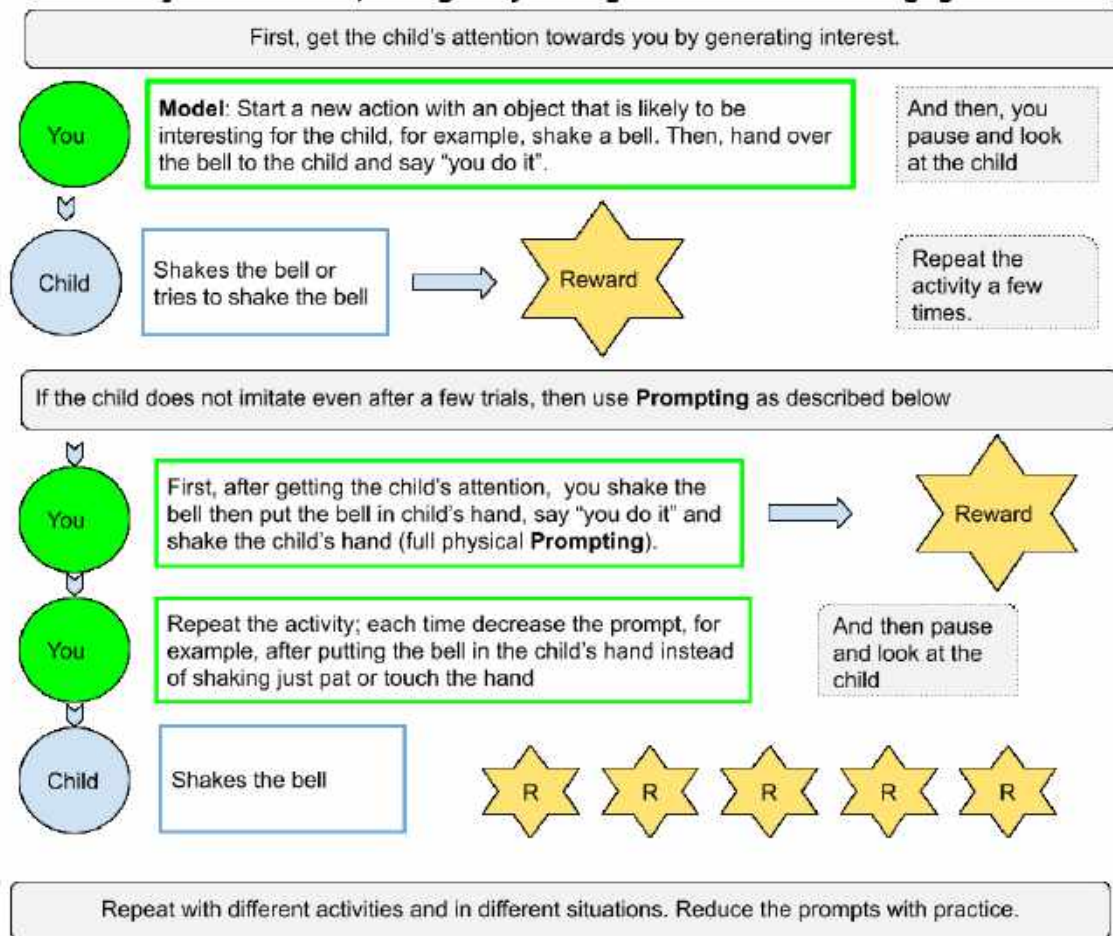 First, get the child's attention towards you by generating interest.
You
Model: Start a new action with an object that is likely to be
interesting for the child, for example, shake a bell. Then, hand over
the bell to the child and say “you do it”.
And then, you
pause and look
at the child
Child
Shakes the bell or
tries to shake the bell
Reward
Repeat the
activity a few
times.
If the child does not imitate even after a few trials, then use Prompting as described below
You
First, after getting the child's attention, you shake the
bell then put the bell in child's hand, say “you do it” and
shake the child's hand (full physical Prompting).
Reward
You
Repeat the activity; each time decrease the prompt, for
example, after putting the bell in the child's hand instead
of shaking just pat or touch the hand
And then pause
and look at the
child
Child
Shakes the bell
R R R R R
Repeat with different activities and in different situations. Reduce the prompts with practice.